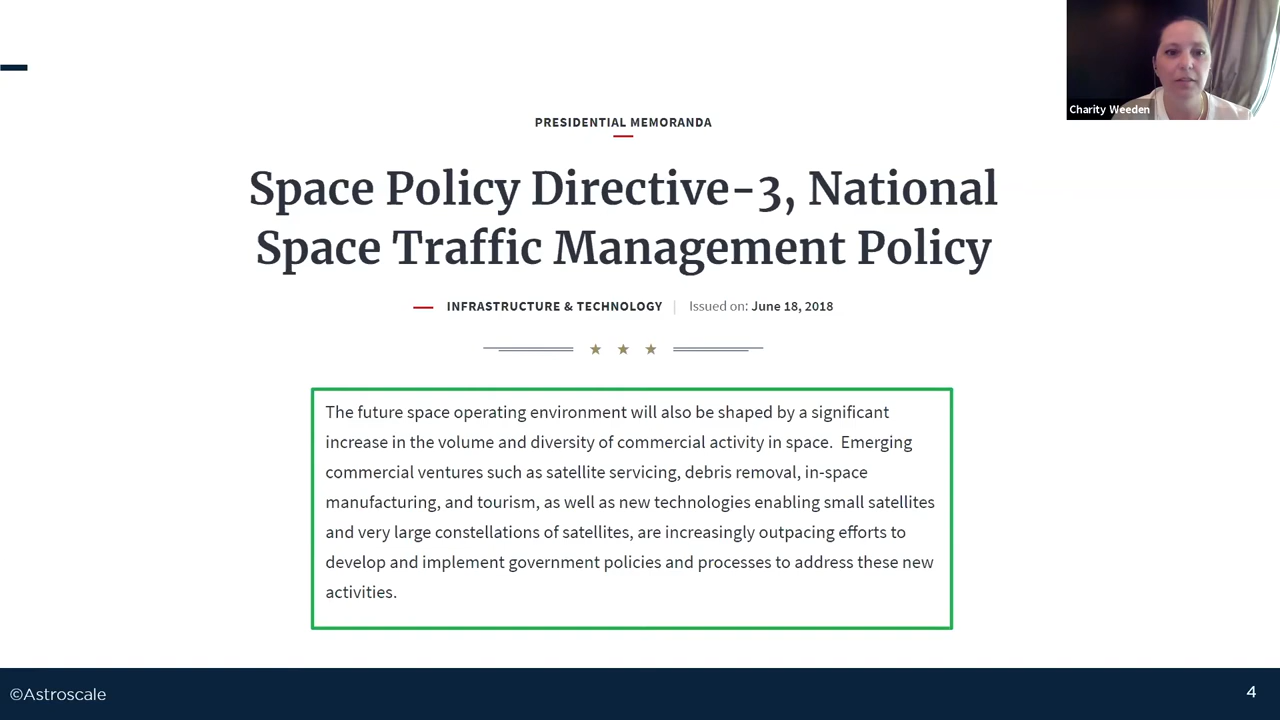 Charity Weeden
PRESIDENTIAL MEMORANDA
Space Policy Directive-3, National
Space Traffic Management Policy
INFRASTRUCTURE & TECHNOLOGY | Issued on: June 18, 2018
The future space operating environment will also be shaped by a significant
increase in the volume and diversity of commercial activity in space.  Emerging
commercial ventures such as satellite servicing, debris removal, in-space
manufacturing, and tourism, as well as new technologies enabling small satellites
and very large constellations of satellites, are increasingly outpacing efforts to
develop and implement government policies and processes to address these new
activities.
©Astroscale
4